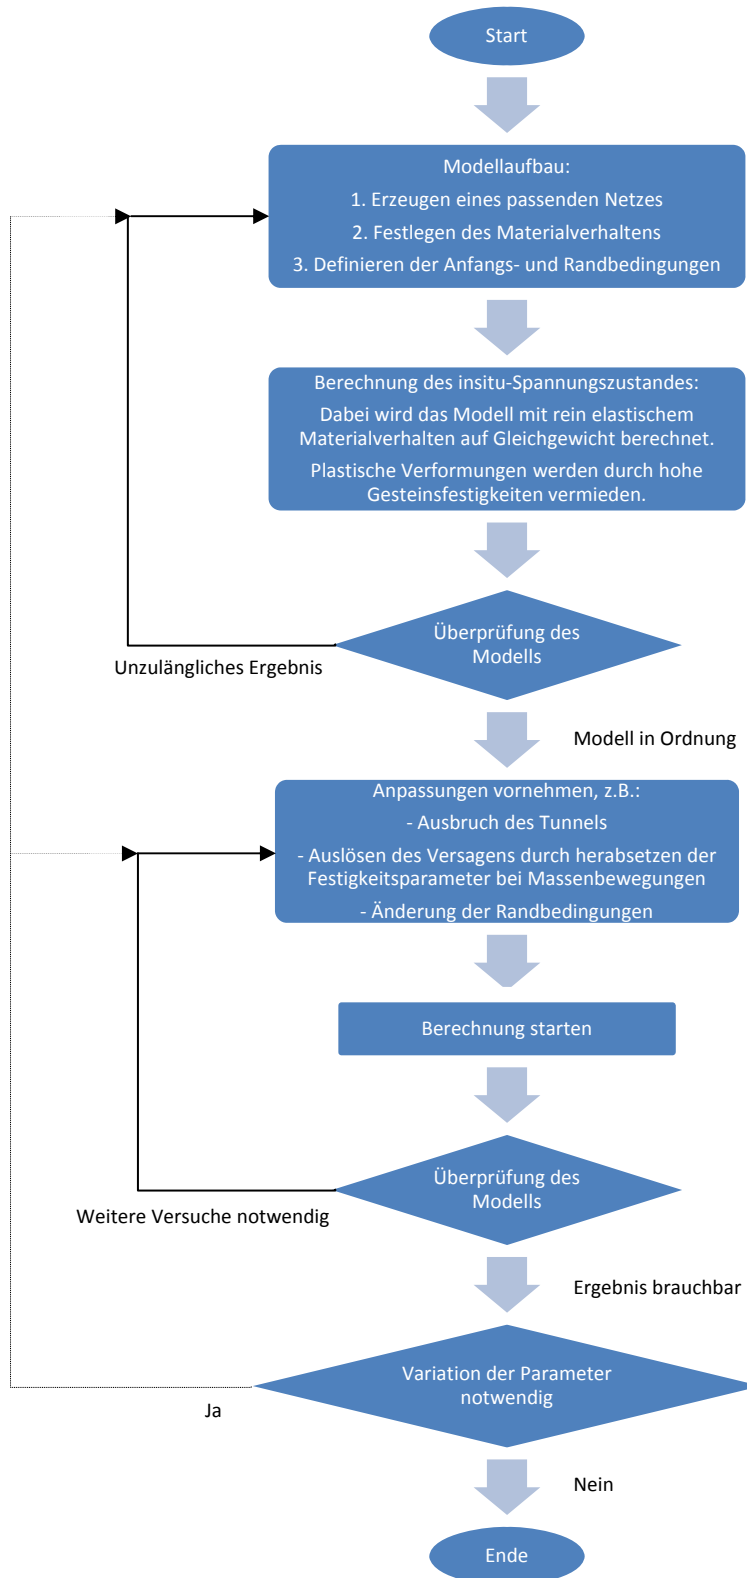 Start
Modellaufbau:
1. Erzeugen eines passenden Netzes
2. Festlegen des Materialverhaltens
3. Definieren der Anfangs- und Randbedingungen
Berechnung des insitu-Spannungszustandes:
Dabei wird das Modell mit rein elastischem
Materialverhalten auf Gleichgewicht berechnet.
Plastische Verformungen werden durch hohe
Gesteinsfestigkeiten vermieden.
Überprüfung des
Modells
Unzulängliches Ergebnis
Modell in Ordnung
Anpassungen vornehmen, z.B.:
- Ausbruch des Tunnels
- Auslösen des Versagens durch herabsetzen der
Festigkeitsparameter bei Massenbewegungen
- Änderung der Randbedingungen
Berechnung starten
Überprüfung des
Modells
Weitere Versuche notwendig
Ergebnis brauchbar
Variation der Parameter
notwendig
Ja
Nein
Ende